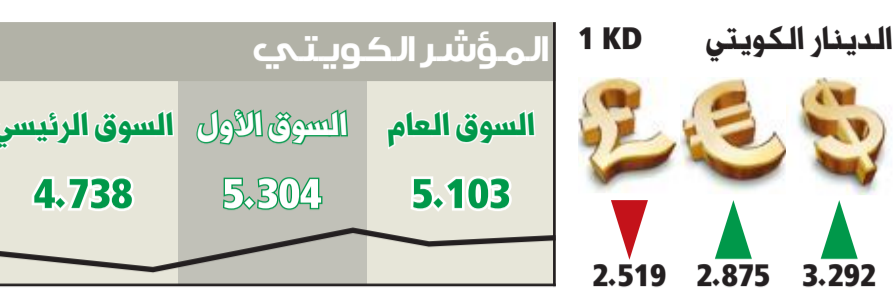 الدينار الكويتي 1 KD
3.292 2.875 2.519
المؤشر الكويتي
السوق العام السوق الأول السوق الرئيسي
5.103 5.304 4.738